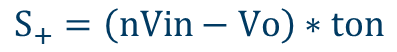 S₊ = (nVin − Vo) * ton